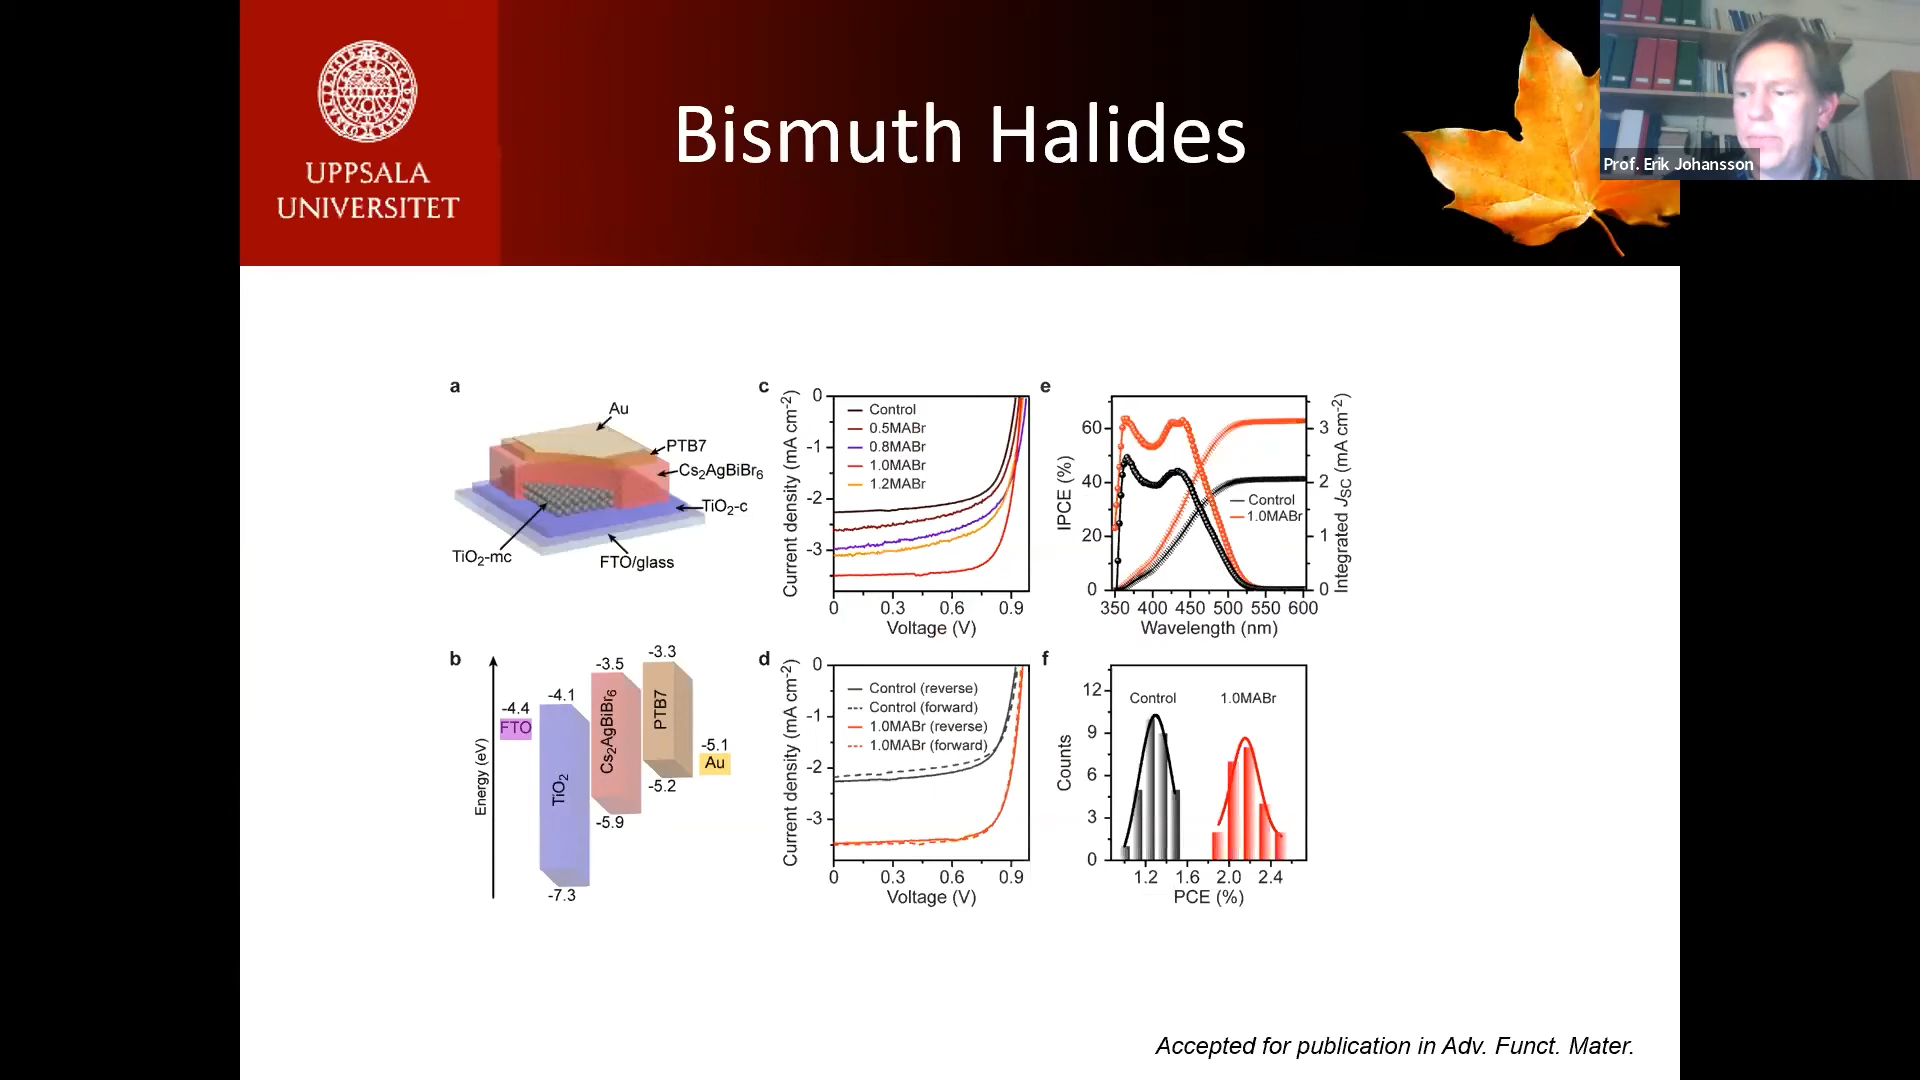 UPPSALA
UNIVERSITET
Bismuth Halides
Prof. Erik Johansson
a
Au
PTB7
Cs2AgBiBr6
TiO2-c
TiO2-mc
FTO/glass
b
Energy (eV)
-4.4
FTO
-4.1
TiO2
-7.3
-3.5
Cs2AgBiBr6
-5.9
-3.3
PTB7
-5.2
-5.1
Au
c
Current density (mA cm-2)
0
-1
-2
-3
Control
0.5MABr
0.8MABr
1.0MABr
1.2MABr
0 0.3 0.6 0.9
Voltage (V)
d
Current density (mA cm-2)
0
-1
-2
-3
Control (reverse)
Control (forward)
1.0MABr (reverse)
1.0MABr (forward)
0 0.3 0.6 0.9
Voltage (V)
e
IPCE (%)
60
40
20
0
Control
1.0MABr
3
2
1
0
Integrated JSC (mA cm-2)
350 400 450 500 550 600
Wavelength (nm)
f
Counts
12
9
6
3
0
Control 1.0MABr
1.2 1.6 2.0 2.4
PCE (%)
Accepted for publication in Adv. Funct. Mater.